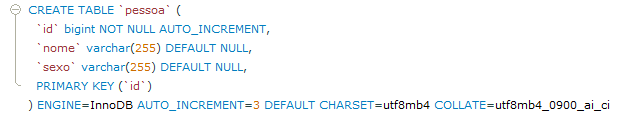 CREATE TABLE `pessoa` (
`id` bigint NOT NULL AUTO_INCREMENT,
`nome` varchar(255) DEFAULT NULL,
`sexo` varchar(255) DEFAULT NULL,
PRIMARY KEY (`id`)
) ENGINE=InnoDB AUTO_INCREMENT=3 DEFAULT CHARSET=utf8mb4 COLLATE=utf8mb4_0900_ai_ci